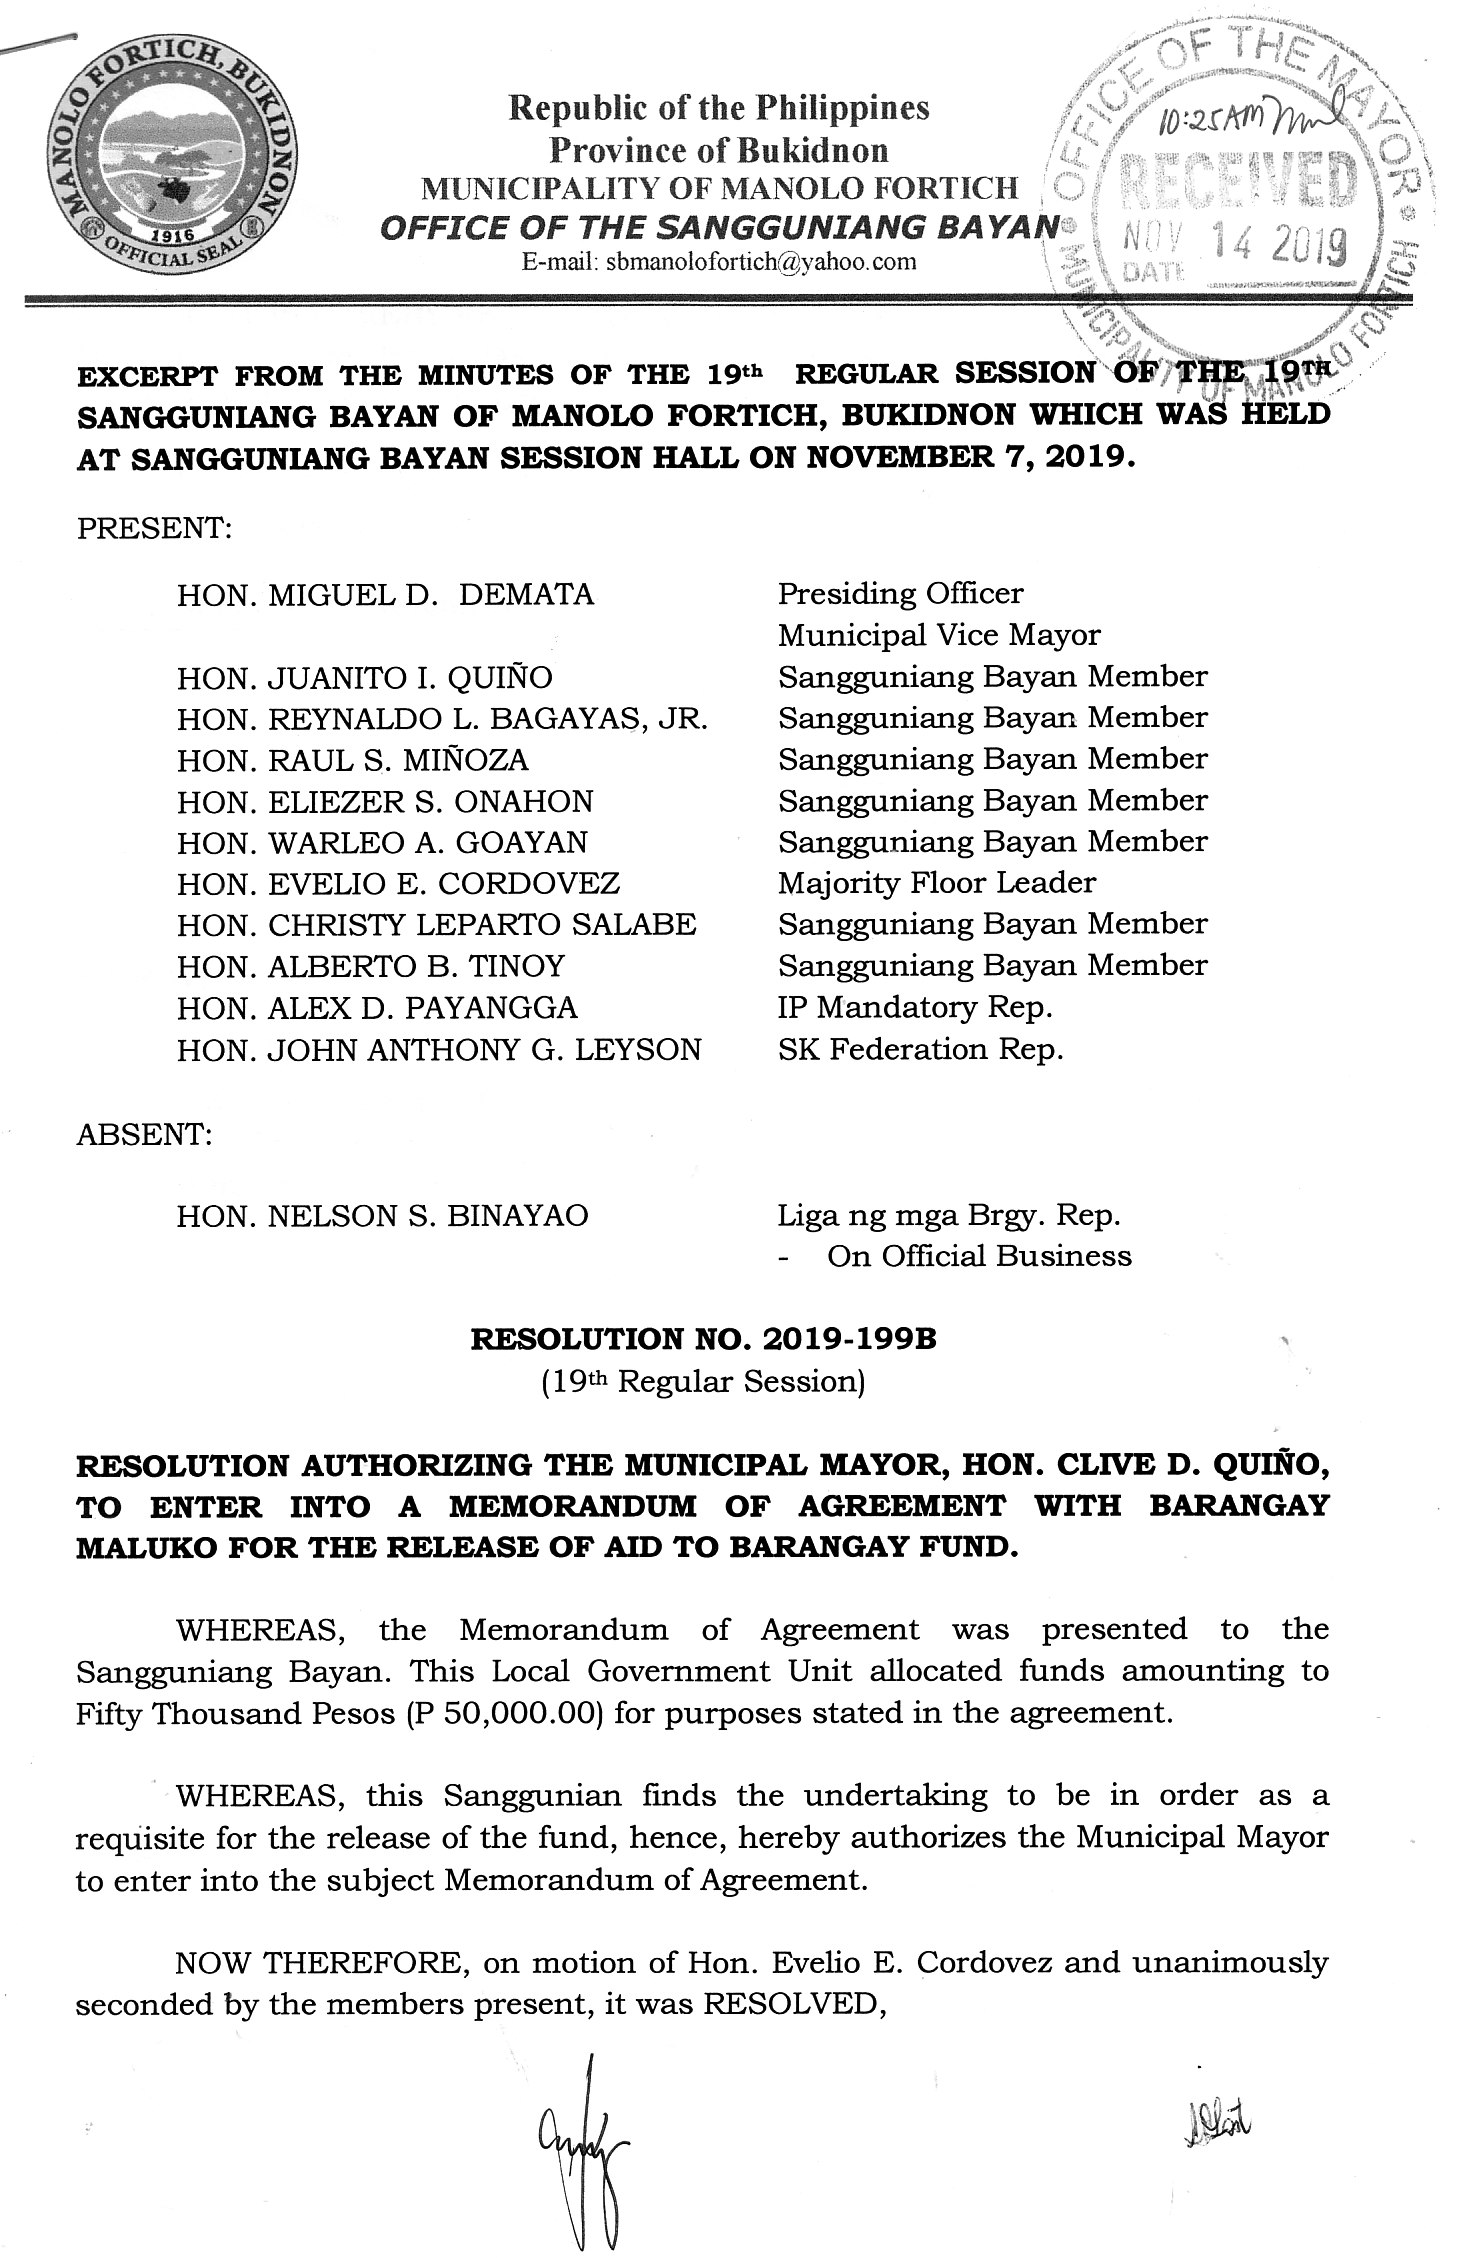 MANOLO FORTICH, BUKIDNON
1916
OFFICIAL SEAL
Republic of the Philippines
Province of Bukidnon
MUNICIPALITY OF MANOLO FORTICH
OFFICE OF THE SANGGUNIANG BAYAN
E-mail: sbmanolofortich@yahoo.com
OFFICE OF THE MAYOR
10:25AM
RECEIVED
NOV 14 2019
DATE
MUNICIPALITY OF MANOLO FORTICH
EXCERPT FROM THE MINUTES OF THE 19th REGULAR SESSION OF THE 19TH
SANGGUNIANG BAYAN OF MANOLO FORTICH, BUKIDNON WHICH WAS HELD
AT SANGGUNIANG BAYAN SESSION HALL ON NOVEMBER 7, 2019.
PRESENT:
HON. MIGUEL D. DEMATA Presiding Officer
Municipal Vice Mayor
HON. JUANITO I. QUIÑO Sangguniang Bayan Member
HON. REYNALDO L. BAGAYAS, JR. Sangguniang Bayan Member
HON. RAUL S. MIÑOZA Sangguniang Bayan Member
HON. ELIEZER S. ONAHON Sangguniang Bayan Member
HON. WARLEO A. GOAYAN Sangguniang Bayan Member
HON. EVELIO E. CORDOVEZ Majority Floor Leader
HON. CHRISTY LEPARTO SALABE Sangguniang Bayan Member
HON. ALBERTO B. TINOY Sangguniang Bayan Member
HON. ALEX D. PAYANGGA IP Mandatory Rep.
HON. JOHN ANTHONY G. LEYSON SK Federation Rep.
ABSENT:
HON. NELSON S. BINAYAO Liga ng mga Brgy. Rep.
- On Official Business
RESOLUTION NO. 2019-199B
(19th Regular Session)
RESOLUTION AUTHORIZING THE MUNICIPAL MAYOR, HON. CLIVE D. QUIÑO,
TO ENTER INTO A MEMORANDUM OF AGREEMENT WITH BARANGAY
MALUKO FOR THE RELEASE OF AID TO BARANGAY FUND.
WHEREAS, the Memorandum of Agreement was presented to the
Sangguniang Bayan. This Local Government Unit allocated funds amounting to
Fifty Thousand Pesos (P 50,000.00) for purposes stated in the agreement.
WHEREAS, this Sanggunian finds the undertaking to be in order as a
requisite for the release of the fund, hence, hereby authorizes the Municipal Mayor
to enter into the subject Memorandum of Agreement.
NOW THEREFORE, on motion of Hon. Evelio E. Cordovez and unanimously
seconded by the members present, it was RESOLVED,